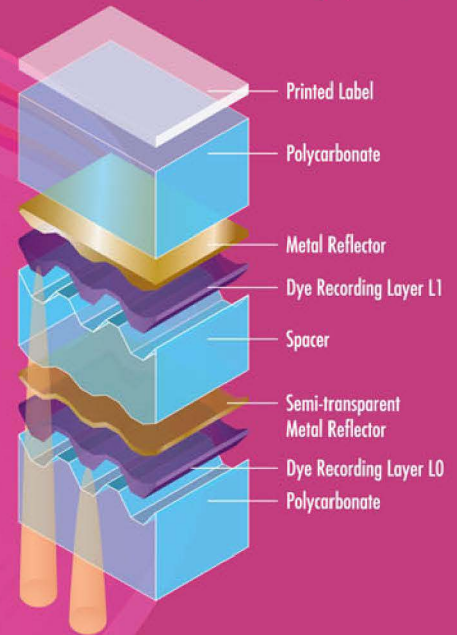 Printed Label
Polycarbonate
Metal Reflector
Dye Recording Layer L1
Spacer
Semi-transparent
Metal Reflector
Dye Recording Layer L0
Polycarbonate